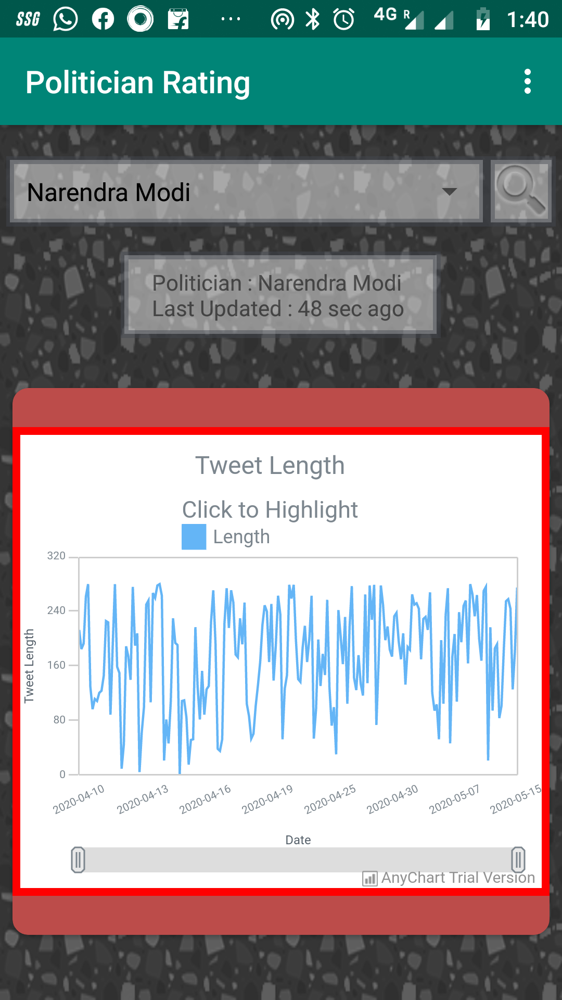 SSG
4G R
1:40
Politician Rating
Narendra Modi
Politician : Narendra Modi
Last Updated : 48 sec ago
Tweet Length
Click to Highlight
Length
320
240
160
80
0
Tweet Length
2020-04-10
2020-04-13
2020-04-16
2020-04-19
2020-04-25
2020-04-30
2020-05-07
2020-05-15
Date
AnyChart Trial Version